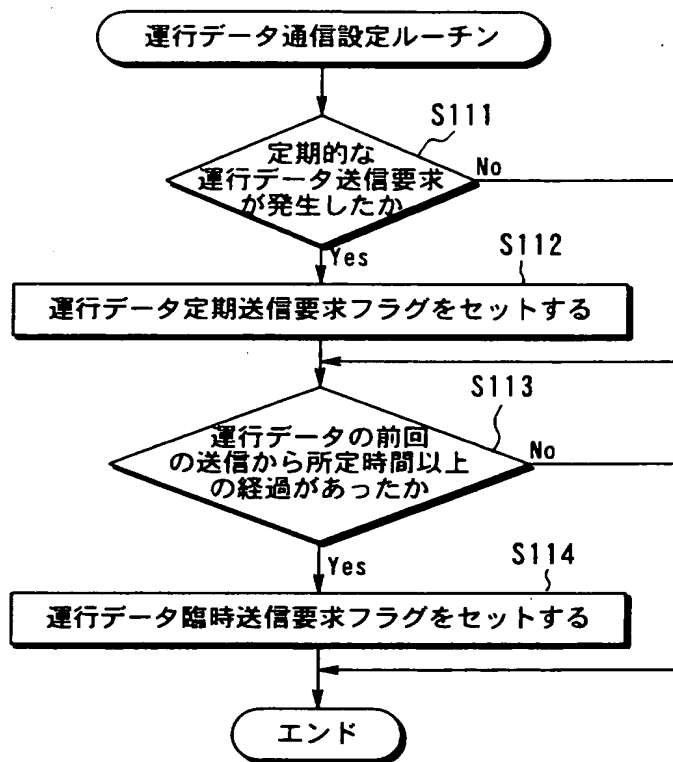 運行データ通信設定ルーチン
S111
定期的な
運行データ送信要求
が発生したか
No
Yes
S112
運行データ定期送信要求フラグをセットする
S113
運行データの前回
の送信から所定時間以上
の経過があったか
No
Yes
S114
運行データ臨時送信要求フラグをセットする
エンド